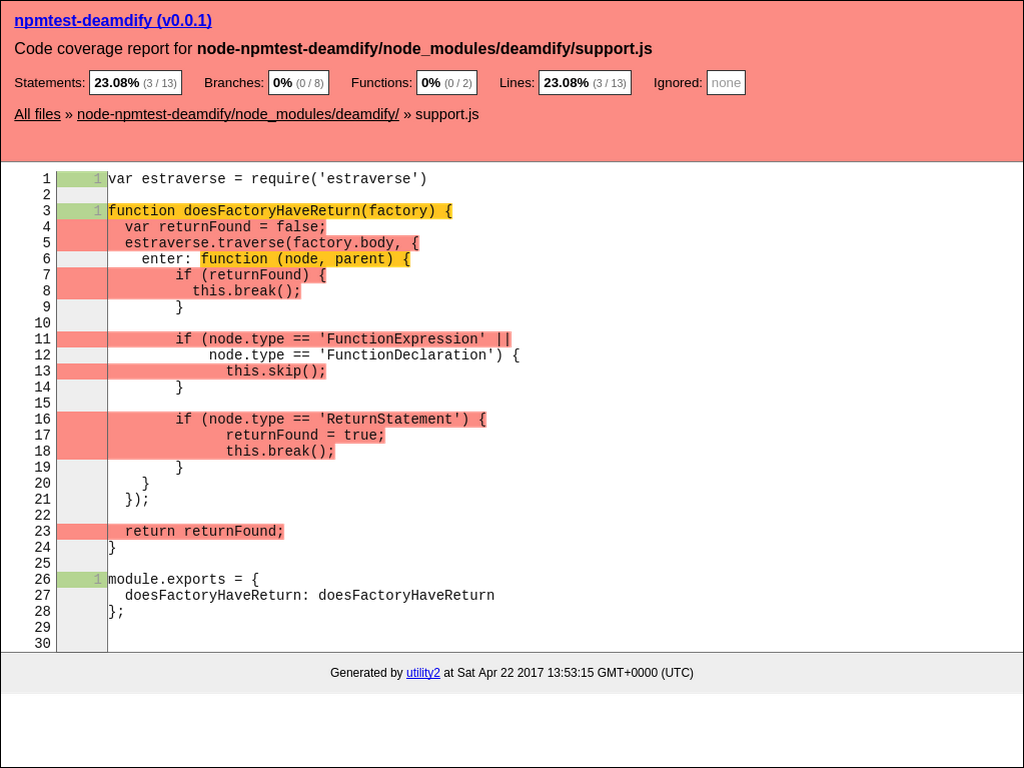 npmtest-deamdify (v0.0.1)
Code coverage report for node-npmtest-deamdify/node_modules/deamdify/support.js
Statements: 23.08% (3 / 13) Branches: 0% (0 / 8) Functions: 0% (0 / 2) Lines: 23.08% (3 / 13) Ignored: none
All files » node-npmtest-deamdify/node_modules/deamdify/ » support.js
1 1 var estraverse = require('estraverse')
2
3 1 function doesFactoryHaveReturn(factory) {
4 var returnFound = false;
5 estraverse.traverse(factory.body, {
6 enter: function (node, parent) {
7 if (returnFound) {
8 this.break();
9 }
10
11 if (node.type == 'FunctionExpression' ||
12 node.type == 'FunctionDeclaration') {
13 this.skip();
14 }
15
16 if (node.type == 'ReturnStatement') {
17 returnFound = true;
18 this.break();
19 }
20 }
21 });
22
23 return returnFound;
24 }
25
26 1 module.exports = {
27 doesFactoryHaveReturn: doesFactoryHaveReturn
28 };
29
30
Generated by utility2 at Sat Apr 22 2017 13:53:15 GMT+0000 (UTC)